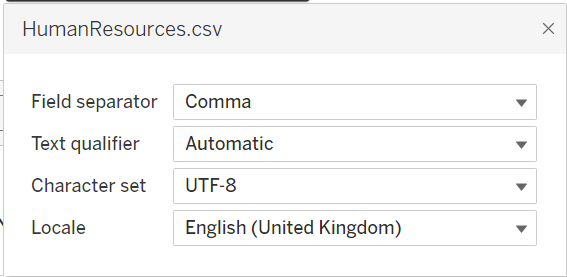 HumanResources.csv
Field separator Comma
Text qualifier Automatic
Character set UTF-8
Locale English (United Kingdom)